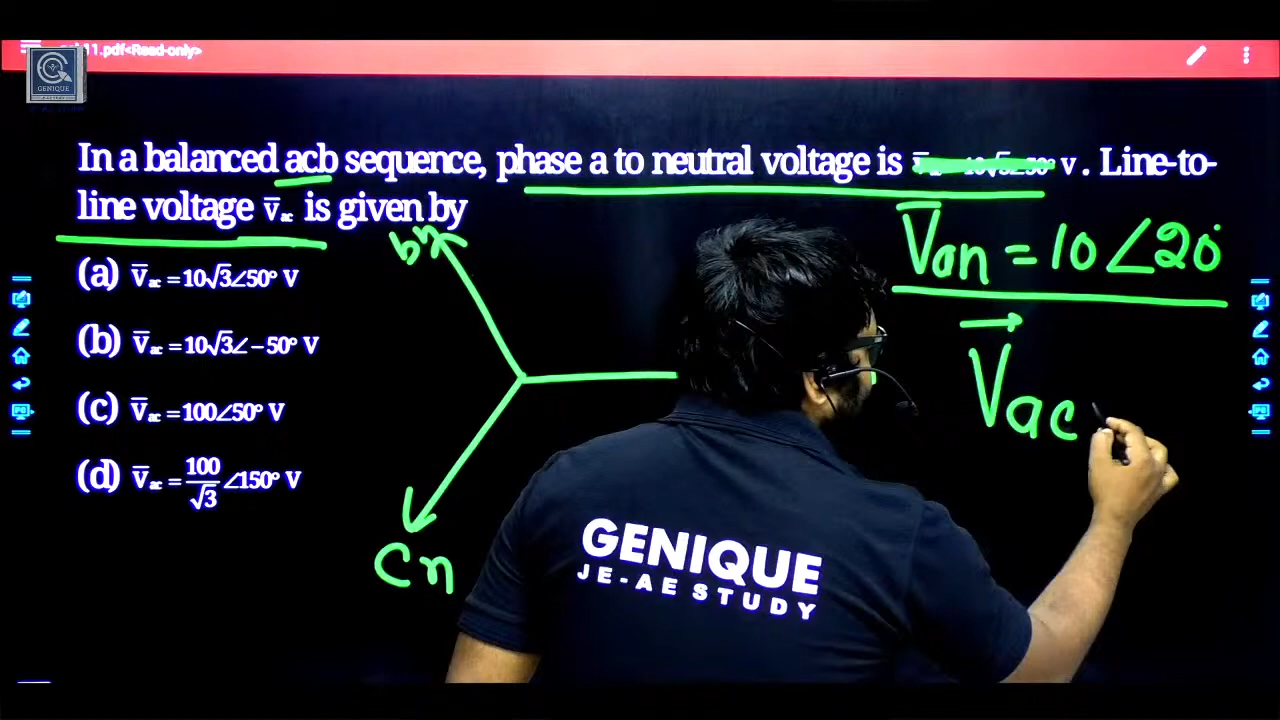 .pdf<Read-only>
GENIQUE
In a balanced acb sequence, phase a to neutral voltage is V. Line-to-
line voltage V̅ac is given by
V̅an = 10∠20°
(a) V̅ac = 10√3∠50° V
(b) V̅ac = 10√3∠−50° V
(c) V̅ac = 100∠50° V
(d) V̅ac = 100/√3 ∠150° V
bn
Vac
cn
GENIQUE
JE-AE STUDY